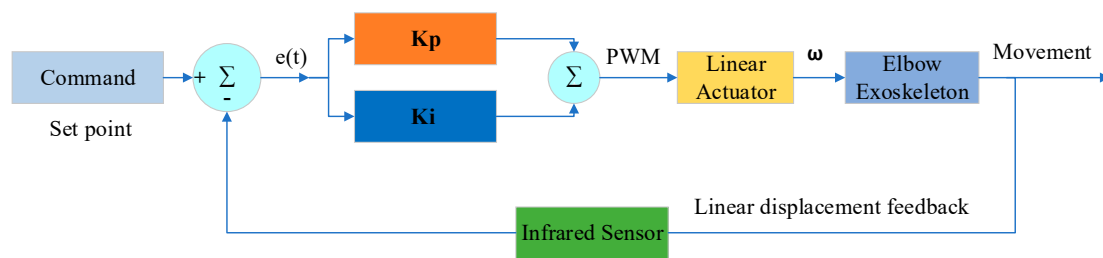 Command
Set point
+
Σ
-
e(t)
Kp
Ki
Σ
PWM
Linear
Actuator
ω
Elbow
Exoskeleton
Movement
Linear displacement feedback
Infrared Sensor